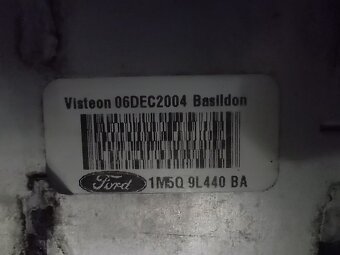 Visteon 06DEC2004 Basildon
Ford 1M5Q 9L440 BA